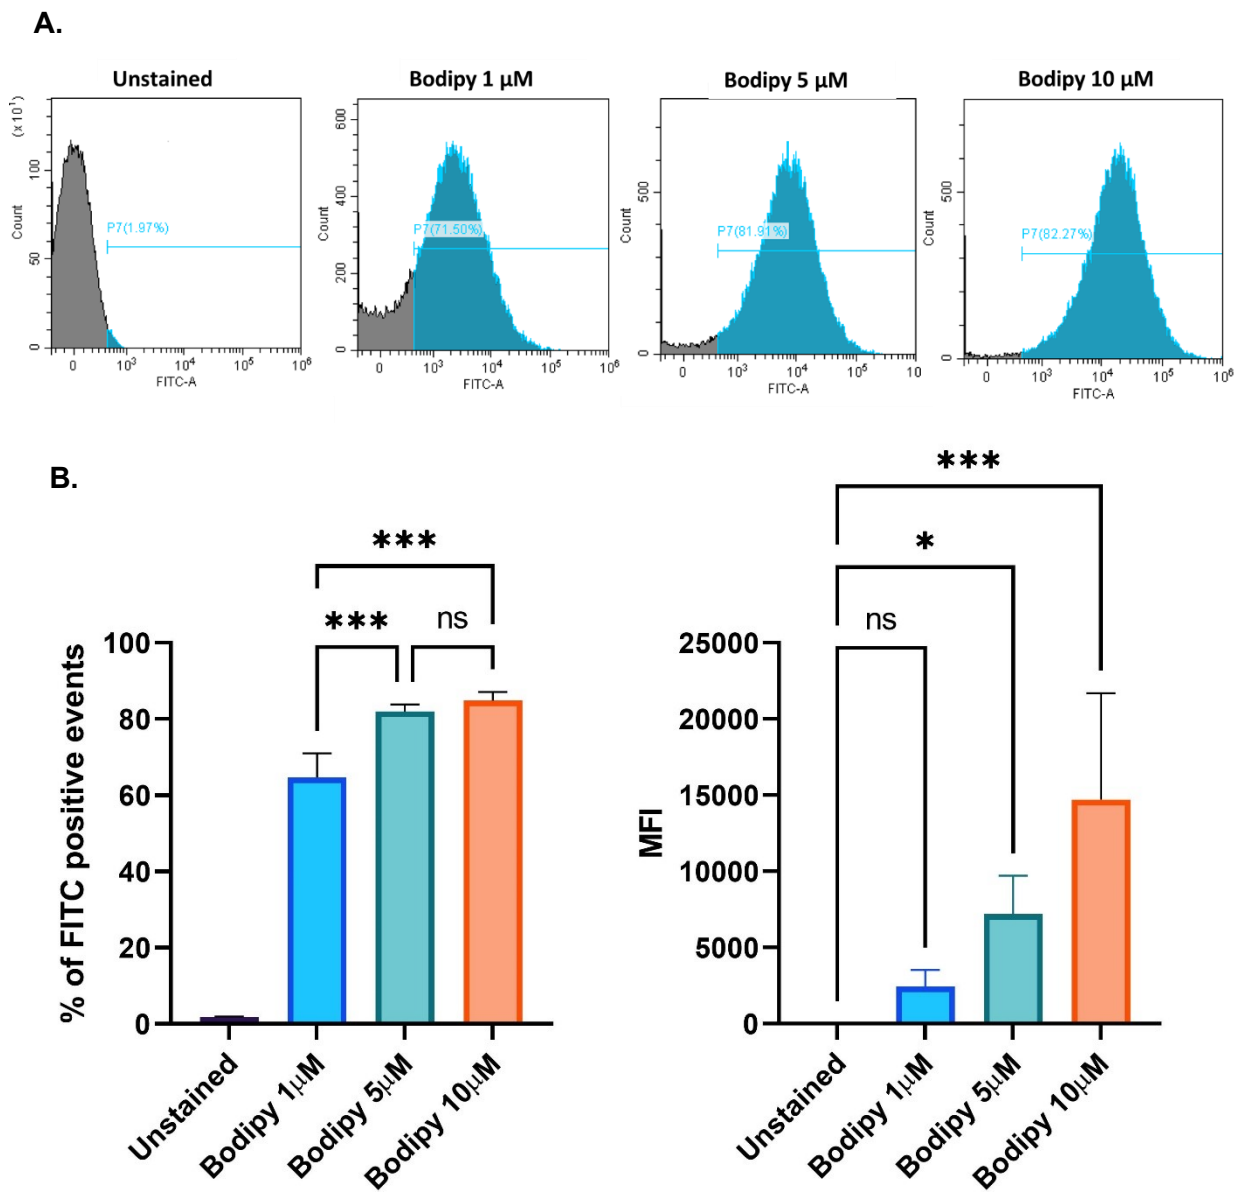 A.
Unstained
(x 10¹)
Count
0
50
100
P7(1.97%)
0
10³
10⁴
10⁵
10⁶
FITC-A
Bodipy 1 µM
Count
0
200
400
600
P7(71.50%)
0
10³
10⁴
10⁵
10⁶
FITC-A
Bodipy 5 µM
Count
0
500
P7(81.91%)
0
10³
10⁴
10⁵
10
FITC-A
Bodipy 10 µM
Count
0
500
P7(82.27%)
0
10³
10⁴
10⁵
10⁶
FITC-A
B.
***
***
ns
% of FITC positive events
100
80
60
40
20
0
Unstained
Bodipy 1µM
Bodipy 5µM
Bodipy 10µM
***
*
ns
MFI
25000
20000
15000
10000
5000
0
Unstained
Bodipy 1µM
Bodipy 5µM
Bodipy 10µM